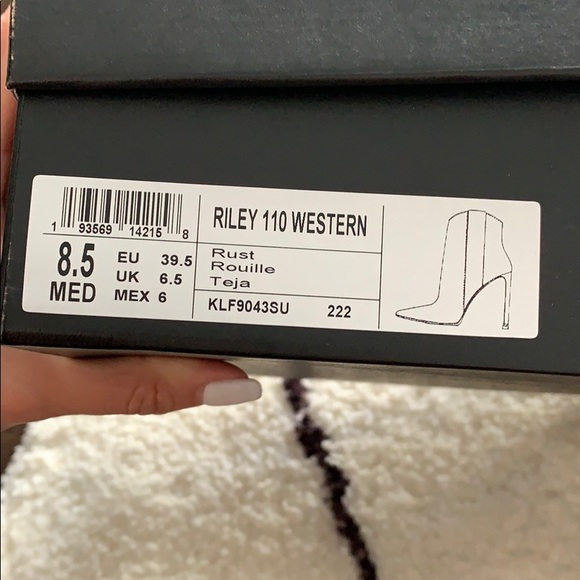 1 93569 14215 8
8.5 MED
EU 39.5
UK 6.5
MEX 6
RILEY 110 WESTERN
Rust
Rouille
Teja
KLF9043SU 222